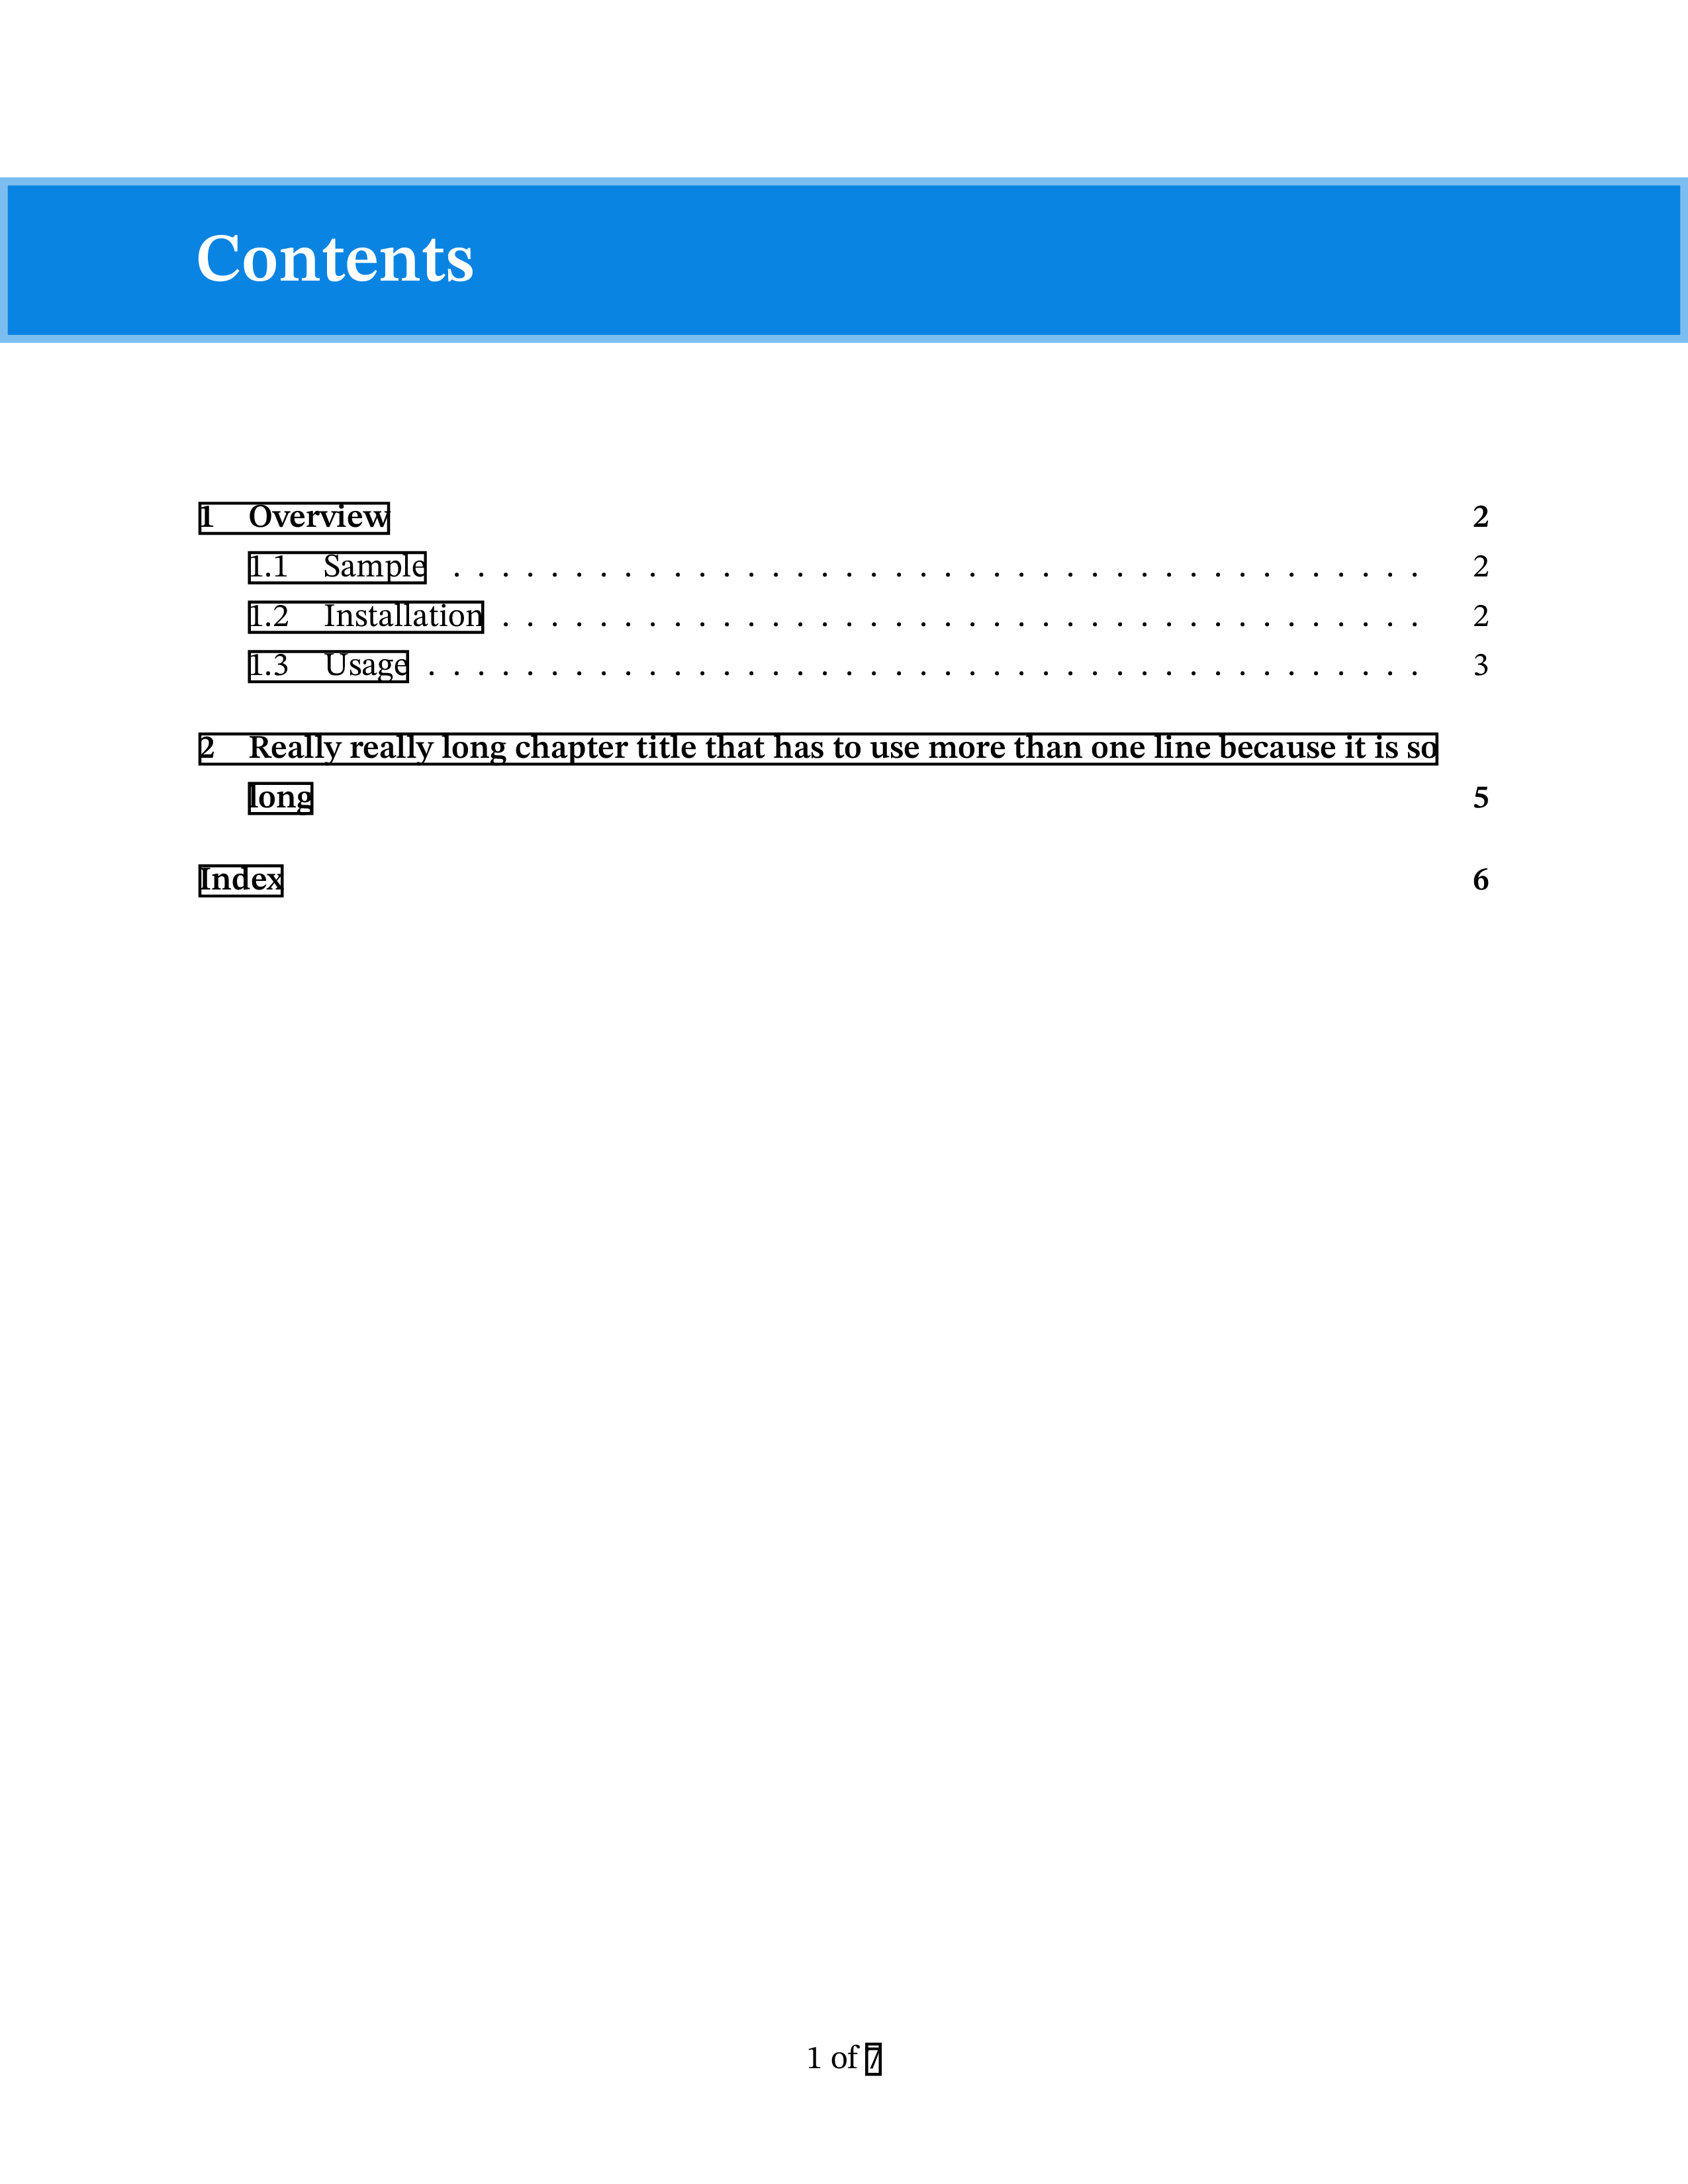 Contents
1 Overview 2
1.1 Sample . . . . . . . . . . . . . . . . . . . . . . . . . . . . . . . . . . . . . . . . 2
1.2 Installation . . . . . . . . . . . . . . . . . . . . . . . . . . . . . . . . . . . . . . 2
1.3 Usage . . . . . . . . . . . . . . . . . . . . . . . . . . . . . . . . . . . . . . . . . 3
2 Really really long chapter title that has to use more than one line because it is so
long 5
Index 6
1 of 7